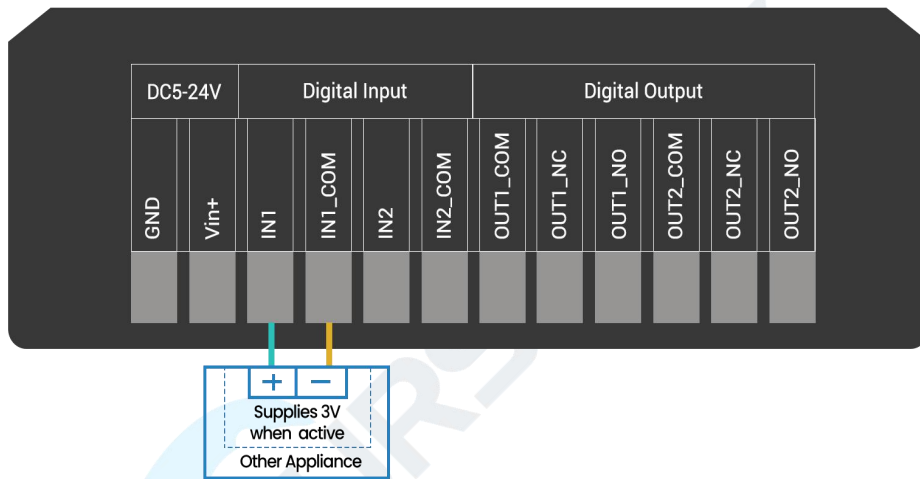 DC5-24V Digital Input Digital Output
GND Vin+ IN1 IN1_COM IN2 IN2_COM OUT1_COM OUT1_NC OUT1_NO OUT2_COM OUT2_NC OUT2_NO
+ −
Supplies 3V
when active
Other Appliance